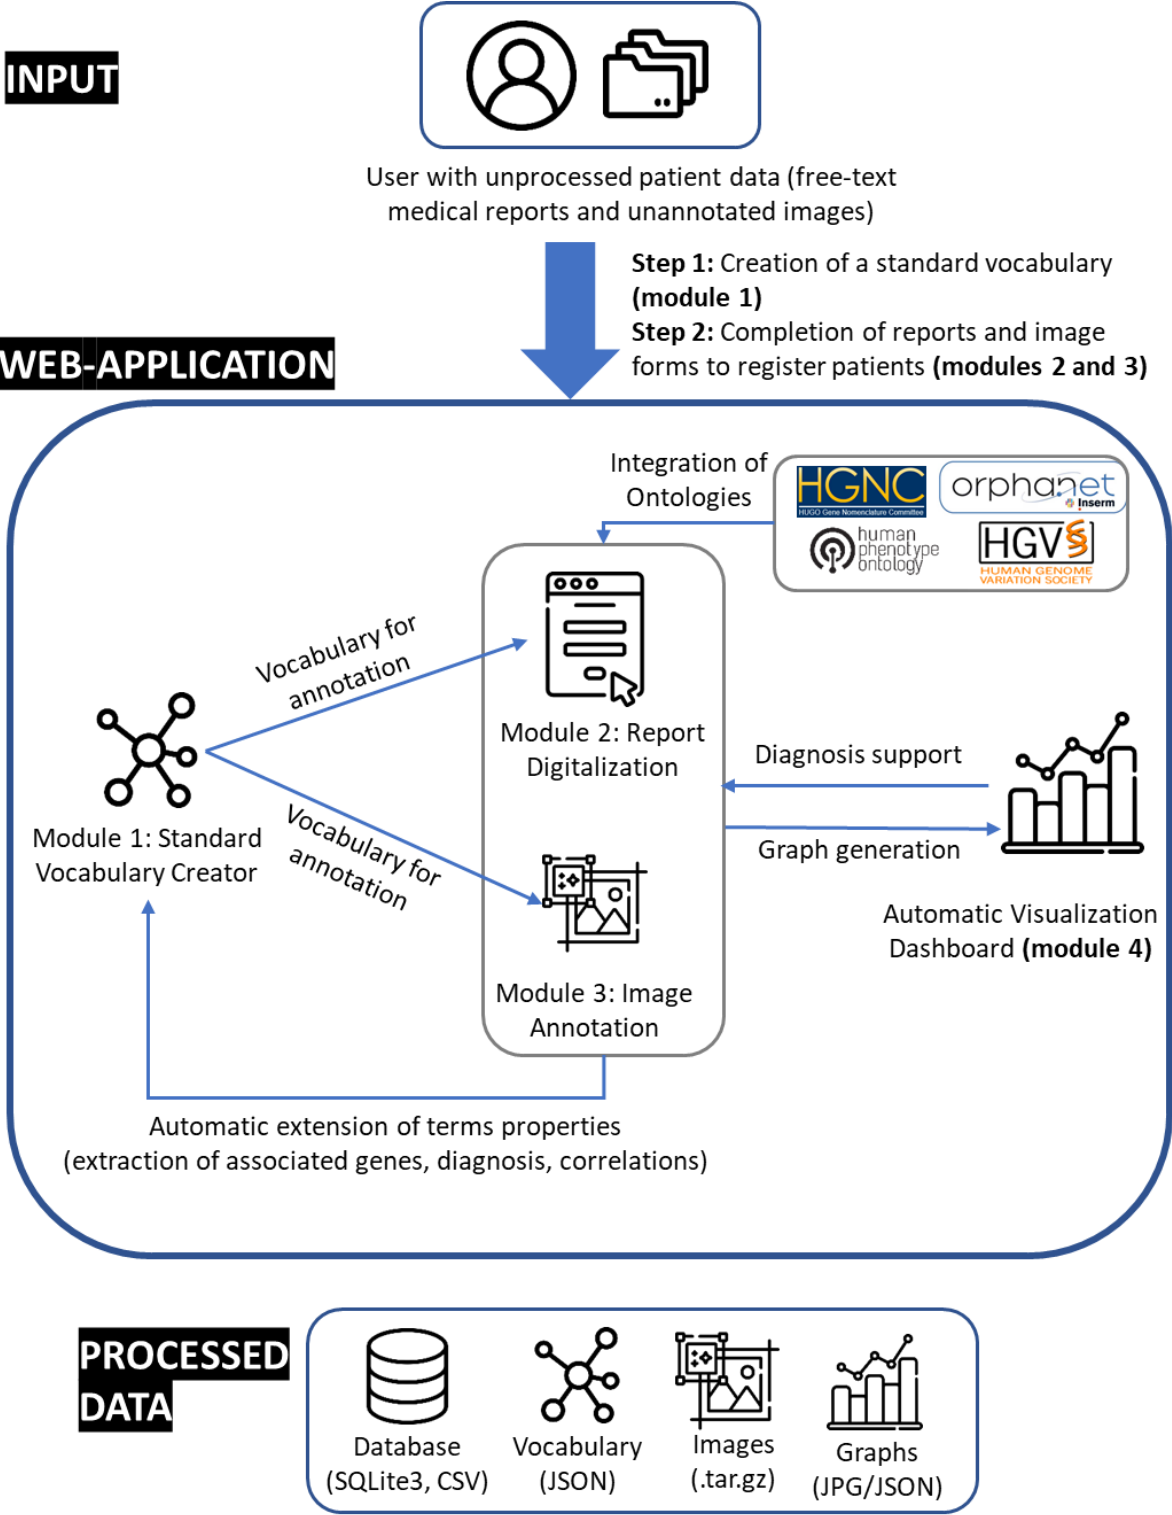 INPUT
User with unprocessed patient data (free-text
medical reports and unannotated images)
Step 1: Creation of a standard vocabulary
(module 1)
Step 2: Completion of reports and image
forms to register patients (modules 2 and 3)
WEB-APPLICATION
Integration of
Ontologies
HGNC
HUGO Gene Nomenclature Committee
orphanet
Inserm
human
phenotype
ontology
HGVS
HUMAN GENOME
VARIATION SOCIETY
Vocabulary for
annotation
Module 2: Report
Digitalization
Diagnosis support
Graph generation
Module 1: Standard
Vocabulary Creator
Vocabulary for
annotation
Automatic Visualization
Dashboard (module 4)
Module 3: Image
Annotation
Automatic extension of terms properties
(extraction of associated genes, diagnosis, correlations)
PROCESSED
DATA
Database
(SQLite3, CSV)
Vocabulary
(JSON)
Images
(.tar.gz)
Graphs
(JPG/JSON)